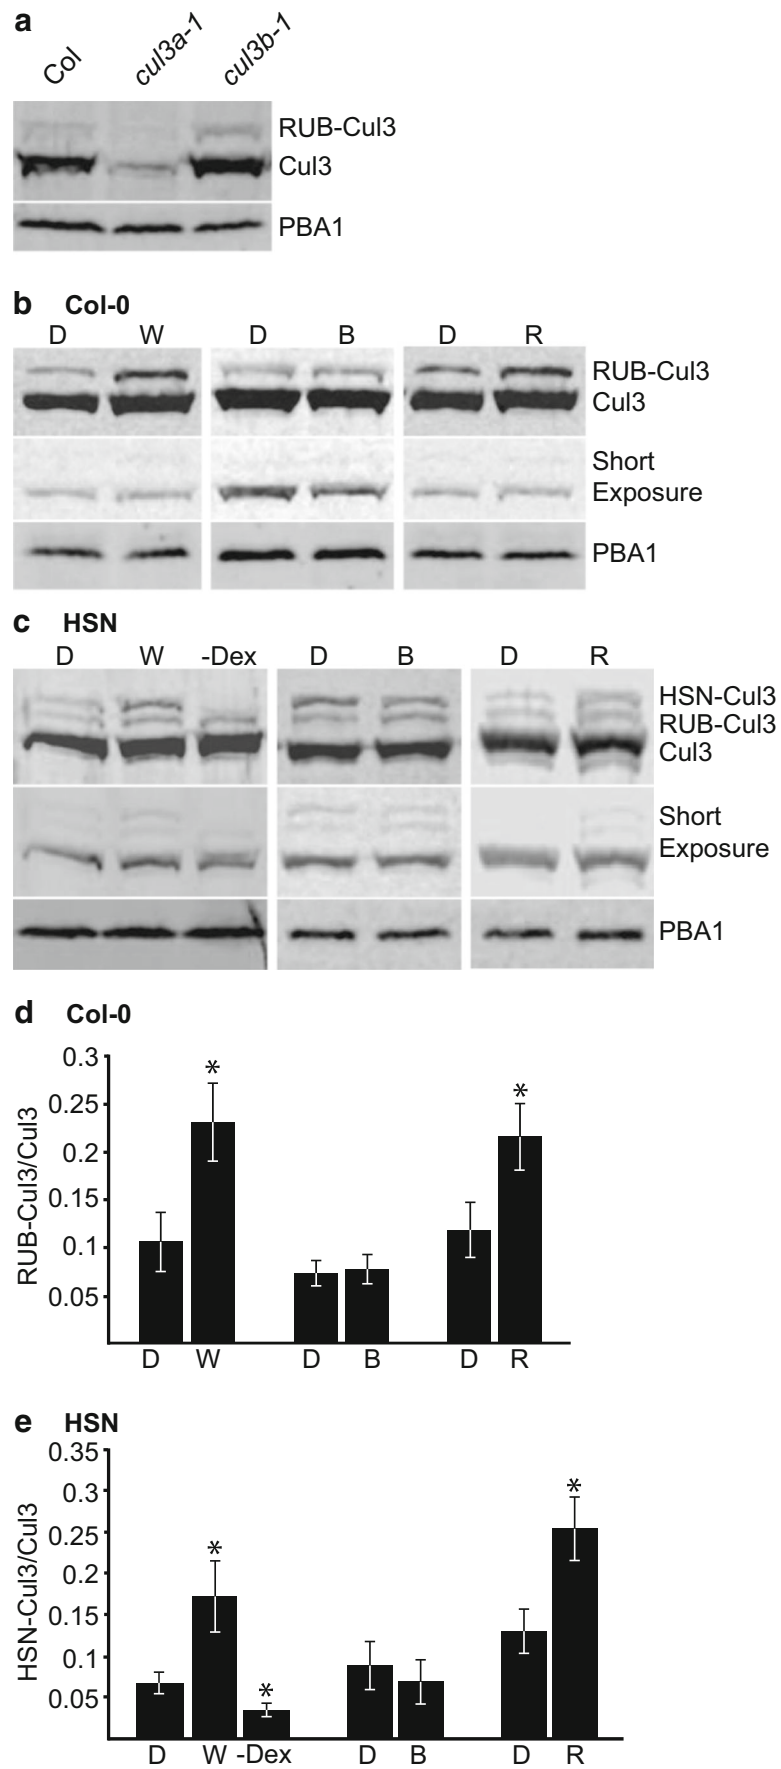 a
Col cul3a-1 cul3b-1
RUB-Cul3
Cul3
PBA1
b Col-0
D W D B D R
RUB-Cul3
Cul3
Short
Exposure
PBA1
c HSN
D W -Dex D B D R
HSN-Cul3
RUB-Cul3
Cul3
Short
Exposure
PBA1
d Col-0
RUB-Cul3/Cul3
0.3
0.25
0.2
0.15
0.1
0.05
* *
D W D B D R
e HSN
HSN-Cul3/Cul3
0.35
0.3
0.25
0.2
0.15
0.1
0.05
* * *
D W -Dex D B D R